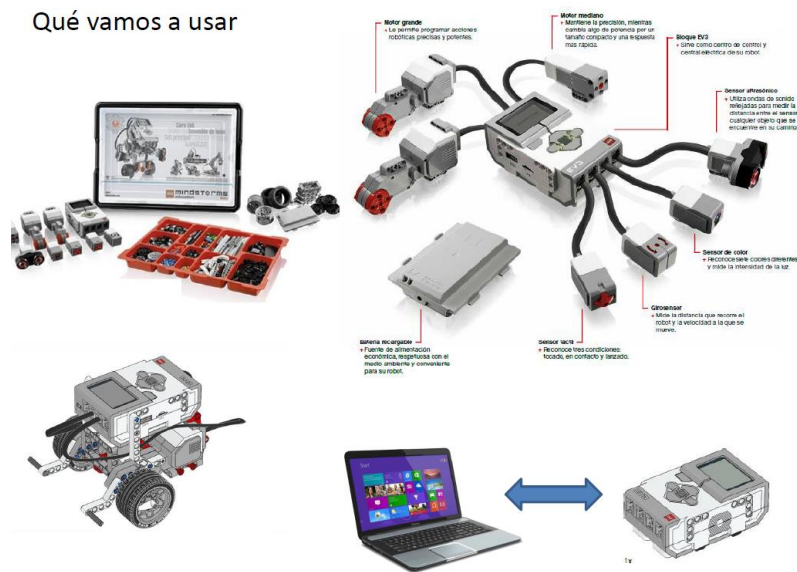 Qué vamos a usar
Motor grande
+ Le permite programar acciones
robóticas precisas y potentes.
Motor mediano
+ Mantiene la precisión, mientras
cambia algo de potencia por un
tamaño compacto y una respuesta
más rápida.
Bloque EV3
+ Sirve como centro de control y
central eléctrica de su robot.
Sensor ultrasónico
+ Utiliza ondas de sonido
reflejadas para medir la
distancia entre el sensor
cualquier objeto que se
encuentre en su camino
Sensor de color
+ Reconoce siete colores diferentes
y mide la intensidad de la luz.
Girosensor
+ Mide la distancia que recorre el
robot y la velocidad a la que se
mueve.
Sensor táctil
+ Reconoce tres condiciones:
tocado, en contacto y lanzado.
Batería recargable
+ Fuente de alimentación
económica, respetuosa con el
medio ambiente y conveniente
para su robot.
mindstorms
education
EV3
Start
1x